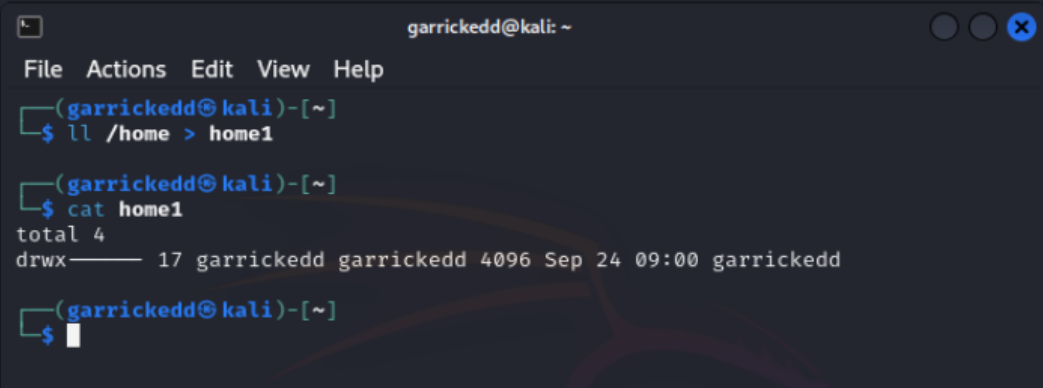 garrickedd@kali: ~
File Actions Edit View Help
┌──(garrickedd㉿kali)-[~]
└─$ ll /home > home1
┌──(garrickedd㉿kali)-[~]
└─$ cat home1
total 4
drwx------ 17 garrickedd garrickedd 4096 Sep 24 09:00 garrickedd
┌──(garrickedd㉿kali)-[~]
└─$